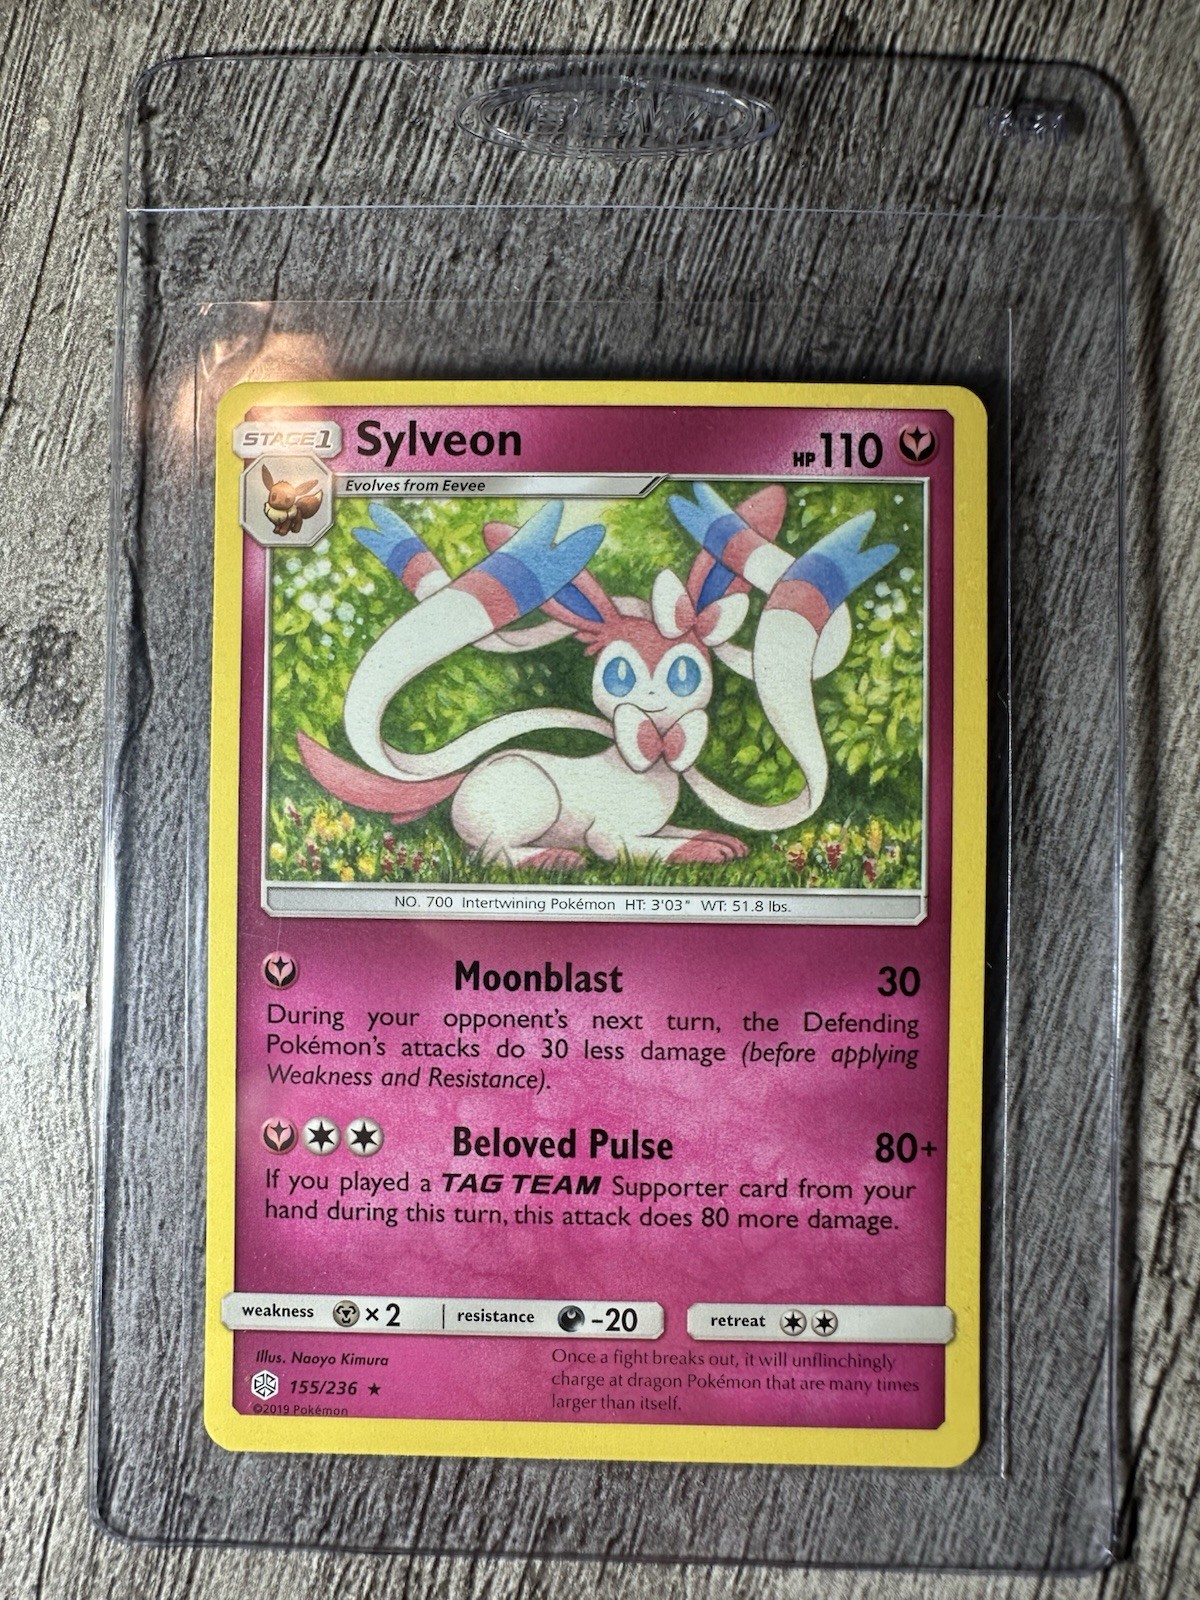 STAGE 1
Sylveon
HP 110
Evolves from Eevee
NO. 700 Intertwining Pokémon HT: 3'03" WT: 51.8 lbs.
Moonblast 30
During your opponent's next turn, the Defending
Pokémon's attacks do 30 less damage (before applying
Weakness and Resistance).
Beloved Pulse 80+
If you played a TAG TEAM Supporter card from your
hand during this turn, this attack does 80 more damage.
weakness ×2 resistance -20 retreat
Illus. Naoyo Kimura
155/236
©2019 Pokémon
Once a fight breaks out, it will unflinchingly
charge at dragon Pokémon that are many times
larger than itself.